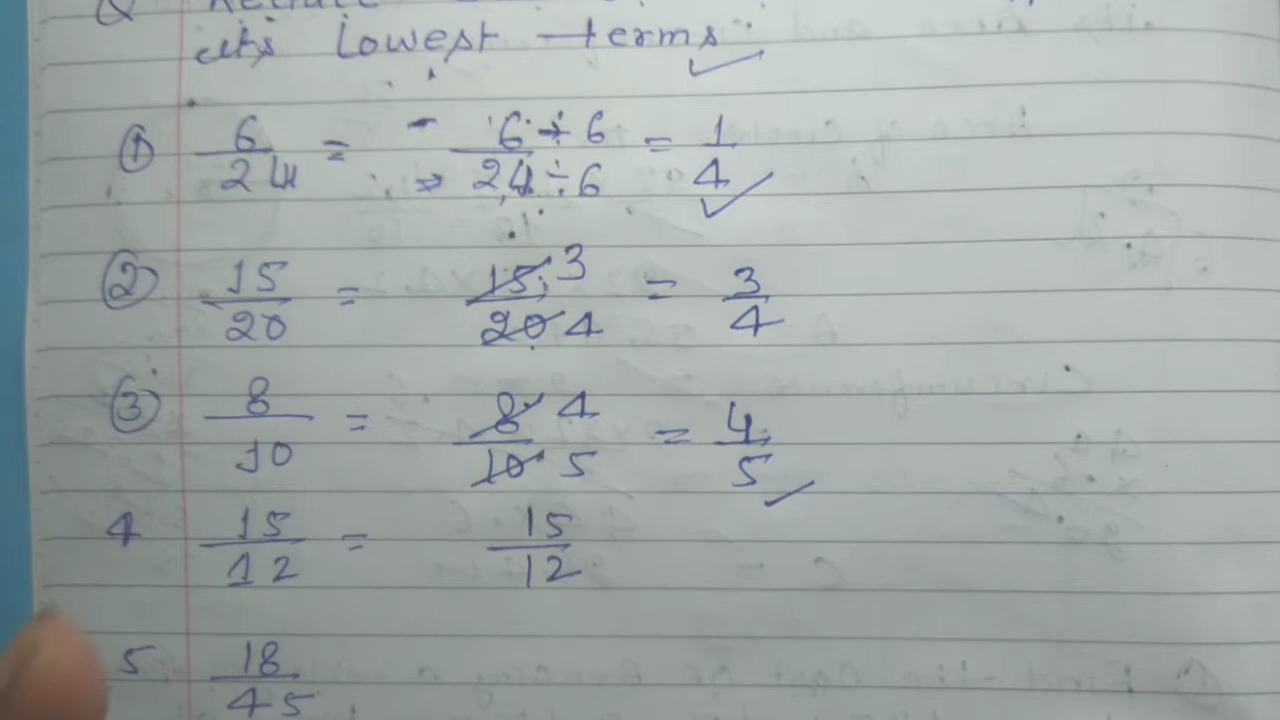 its lowest terms
① 6/24 = 6÷6/24÷6 = 1/4
② 15/20 = 15 3/20 4 = 3/4
③ 8/10 = 8 4/10 5 = 4/5
4 15/12 = 15/12
5 18/45